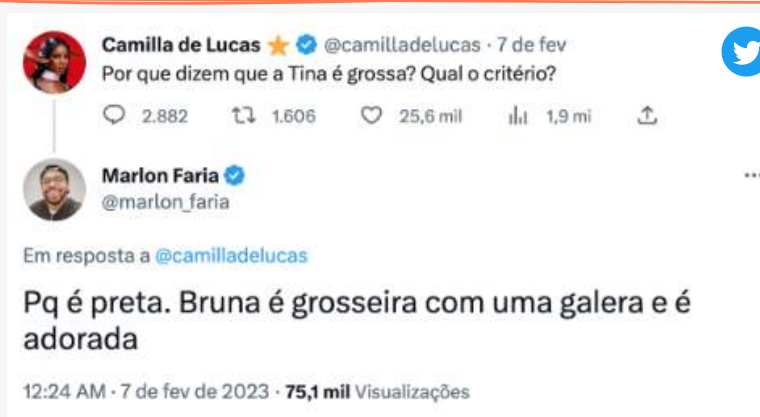 Camilla de Lucas @camilladelucas · 7 de fev
Por que dizem que a Tina é grossa? Qual o critério?
2.882 1.606 25,6 mil 1,9 mi
Marlon Faria
@marlon_faria
Em resposta a @camilladelucas
Pq é preta. Bruna é grosseira com uma galera e é
adorada
12:24 AM · 7 de fev de 2023 · 75,1 mil Visualizações